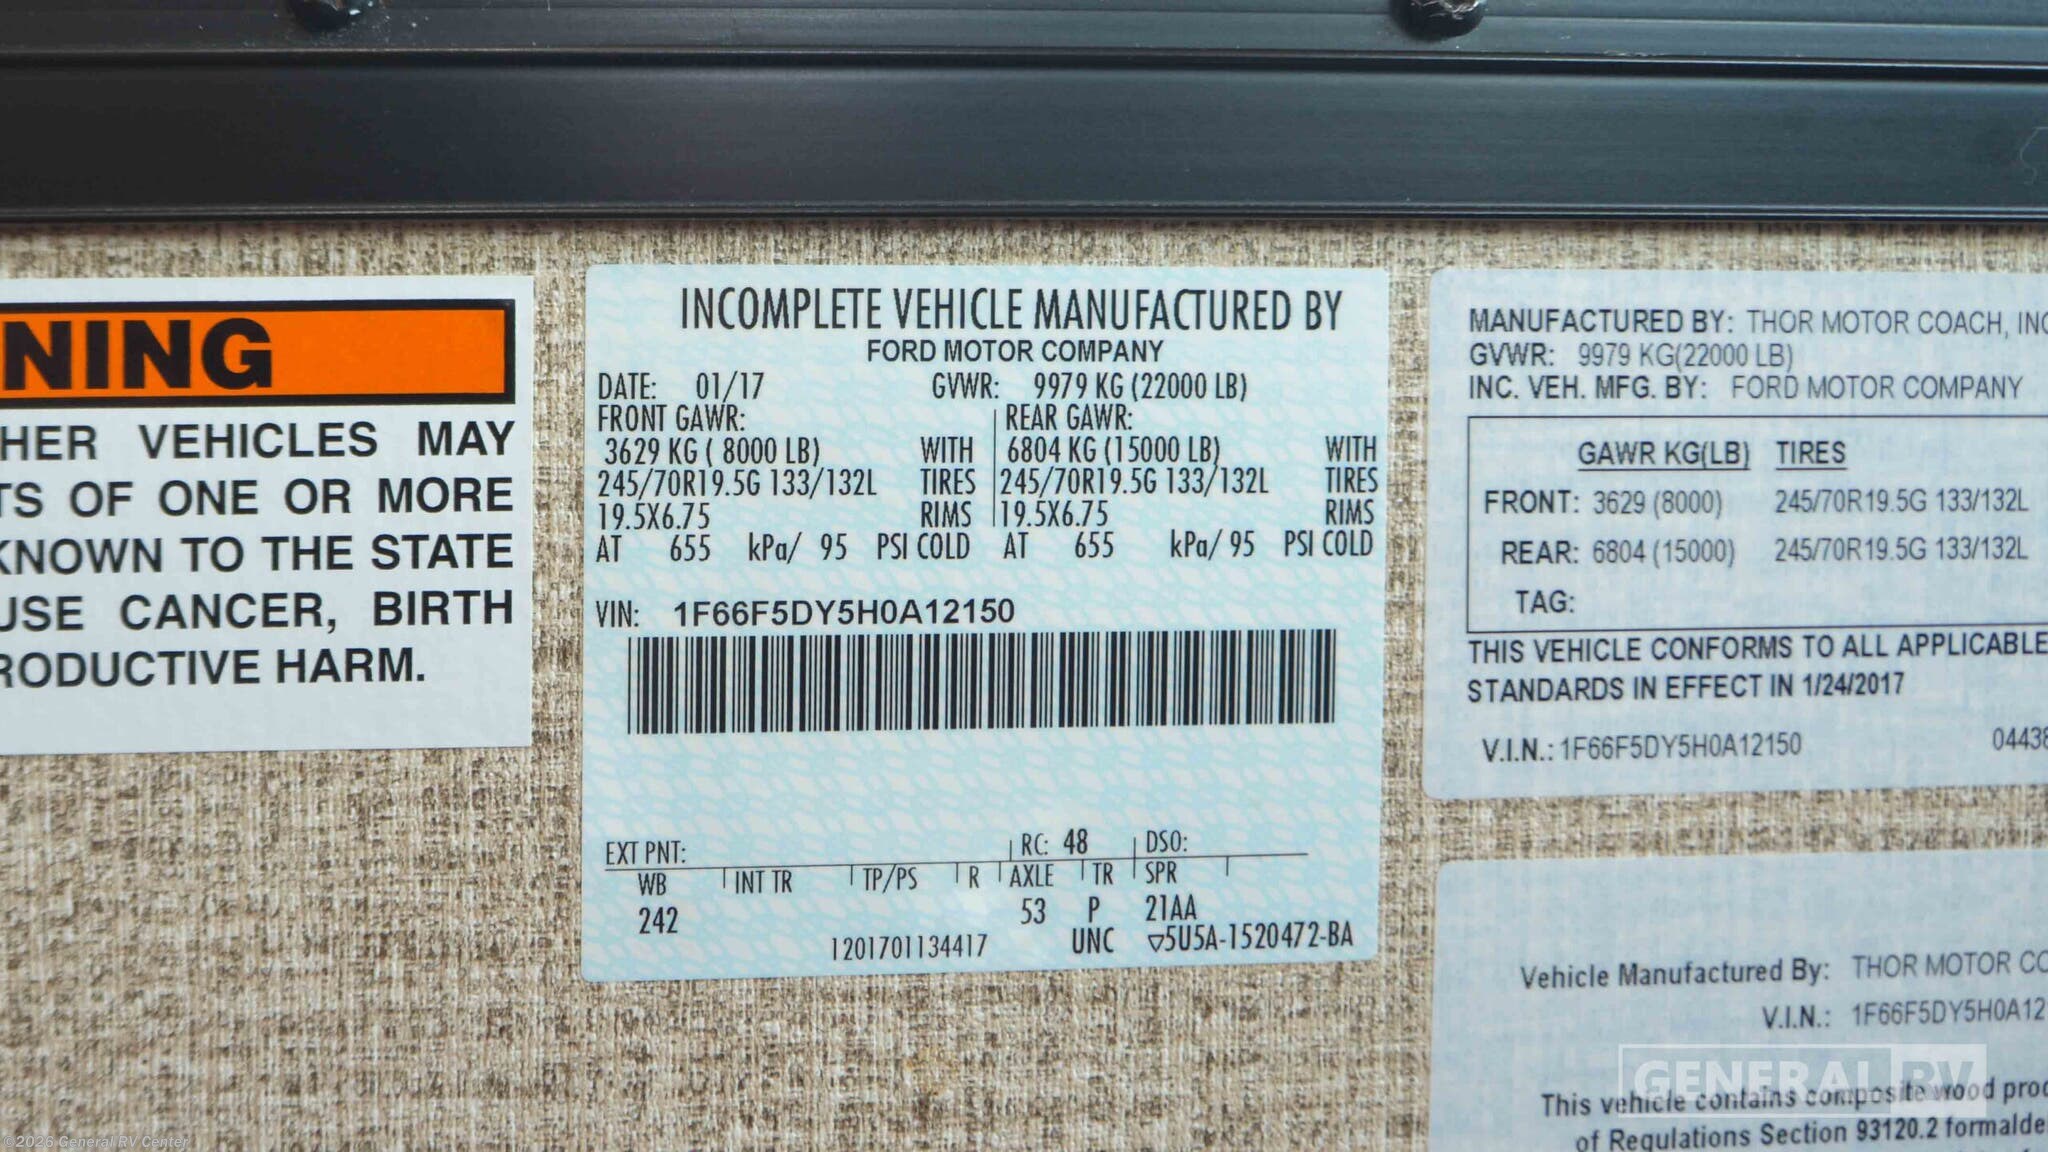 NING
HER VEHICLES MAY
TS OF ONE OR MORE
KNOWN TO THE STATE
USE CANCER, BIRTH
RODUCTIVE HARM.
INCOMPLETE VEHICLE MANUFACTURED BY
FORD MOTOR COMPANY
DATE: 01/17 GVWR: 9979 KG (22000 LB)
FRONT GAWR: REAR GAWR:
3629 KG ( 8000 LB) WITH 6804 KG (15000 LB) WITH
245/70R19.5G 133/132L TIRES 245/70R19.5G 133/132L TIRES
19.5X6.75 RIMS 19.5X6.75 RIMS
AT 655 kPa/ 95 PSI COLD AT 655 kPa/ 95 PSI COLD
VIN: 1F66F5DY5H0A12150
EXT PNT: RC: 48 DSO:
WB INT TR TP/PS R AXLE TR SPR
242 53 P 21AA
1201701134417 UNC ▽5U5A-1520472-BA
MANUFACTURED BY: THOR MOTOR COACH, INC
GVWR: 9979 KG(22000 LB)
INC. VEH. MFG. BY: FORD MOTOR COMPANY
GAWR KG(LB) TIRES
FRONT: 3629 (8000) 245/70R19.5G 133/132L
REAR: 6804 (15000) 245/70R19.5G 133/132L
TAG:
THIS VEHICLE CONFORMS TO ALL APPLICABLE
STANDARDS IN EFFECT IN 1/24/2017
V.I.N.: 1F66F5DY5H0A12150 04438
Vehicle Manufactured By: THOR MOTOR CO
V.I.N.: 1F66F5DY5H0A12
GENERAL RV
This vehicle contains composite wood prod
of Regulations Section 93120.2 formalde
©2026 General RV Center